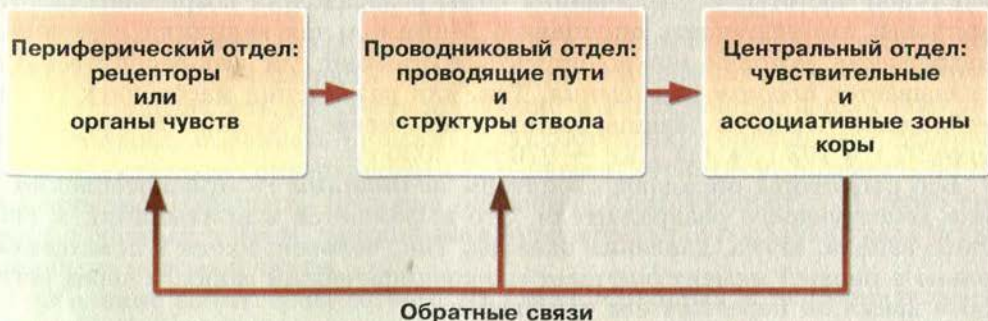 Периферический отдел:
рецепторы
или
органы чувств
Проводниковый отдел:
проводящие пути
и
структуры ствола
Центральный отдел:
чувствительные
и
ассоциативные зоны
коры
Обратные связи